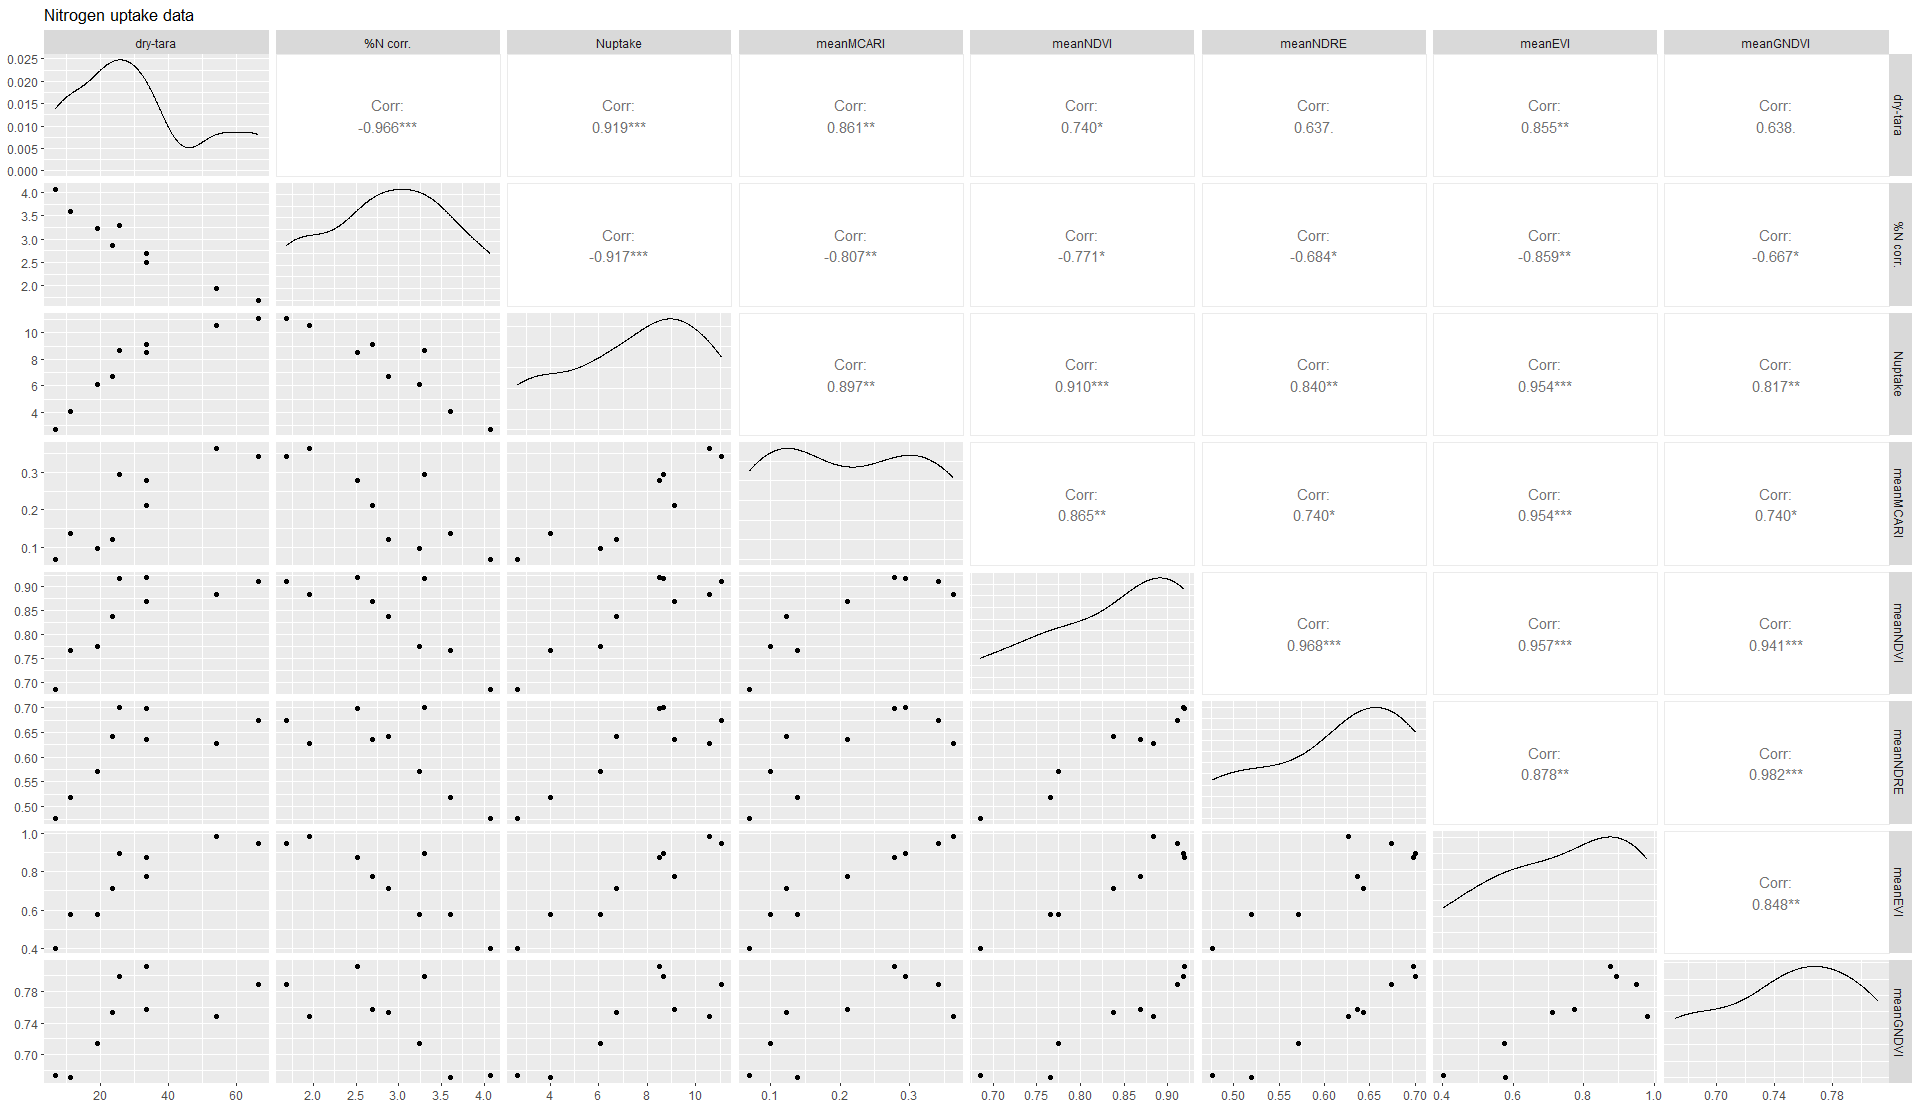 Nitrogen uptake data
dry-tara %N corr. Nuptake meanMCARI meanNDVI meanNDRE meanEVI meanGNDVI
0.025
0.020
0.015
0.010
0.005
0.000
Corr: Corr: Corr: Corr: Corr: Corr: Corr:
-0.966*** 0.919*** 0.861** 0.740* 0.637. 0.855** 0.638.
dry-tara
4.0
3.5
3.0
2.5
2.0
Corr: Corr: Corr: Corr: Corr: Corr:
-0.917*** -0.807** -0.771* -0.684* -0.859** -0.667*
%N corr.
10
8
6
4
Corr: Corr: Corr: Corr: Corr:
0.897** 0.910*** 0.840** 0.954*** 0.817**
Nuptake
0.3
0.2
0.1
Corr: Corr: Corr: Corr:
0.865** 0.740* 0.954*** 0.740*
meanMCARI
0.90
0.85
0.80
0.75
0.70
Corr: Corr: Corr:
0.968*** 0.957*** 0.941***
meanNDVI
0.70
0.65
0.60
0.55
0.50
Corr: Corr:
0.878** 0.982***
meanNDRE
1.0
0.8
0.6
0.4
Corr:
0.848**
meanEVI
0.78
0.74
0.70
meanGNDVI
20 40 60 2.0 2.5 3.0 3.5 4.0 4 6 8 10 0.1 0.2 0.3 0.70 0.75 0.80 0.85 0.90 0.50 0.55 0.60 0.65 0.70 0.4 0.6 0.8 1.0 0.70 0.74 0.78